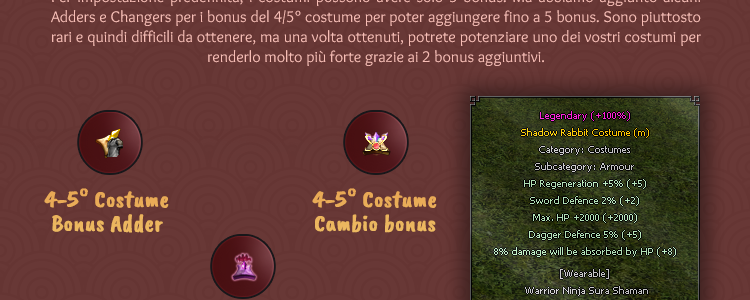 Per impostazione predefinita, i costumi possono avere solo 3 bonus. Ma abbiamo aggiunto alcuni
Adders e Changers per i bonus del 4/5° costume per poter aggiungere fino a 5 bonus. Sono piuttosto
rari e quindi difficili da ottenere, ma una volta ottenuti, potrete potenziare uno dei vostri costumi per
renderlo molto più forte grazie ai 2 bonus aggiuntivi.
4-5° Costume
Bonus Adder
4-5° Costume
Cambio bonus
Legendary (+100%)
Shadow Rabbit Costume (m)
Category: Costumes
Subcategory: Armour
HP Regeneration +5% (+5)
Sword Defence 2% (+2)
Max. HP +2000 (+2000)
Dagger Defence 5% (+5)
8% damage will be absorbed by HP (+8)
[Wearable]
Warrior Ninja Sura Shaman